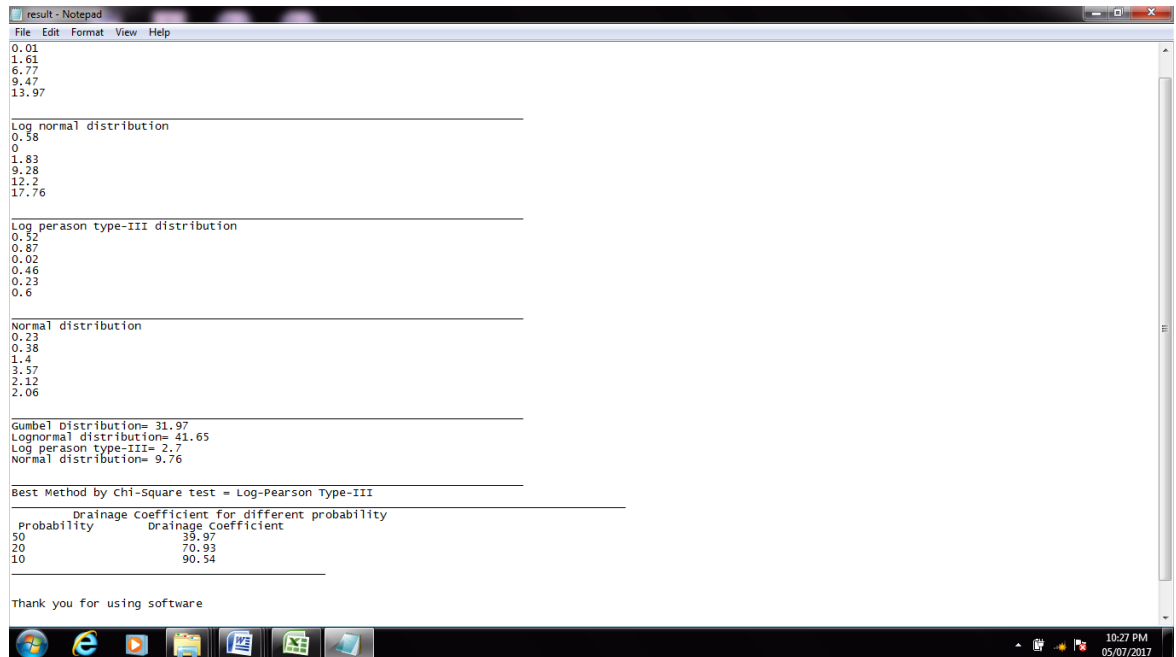 result - Notepad
File Edit Format View Help
0.01
1.61
6.77
9.47
13.97
Log normal distribution
0.58
0
1.83
9.28
12.2
17.76
Log perason type-III distribution
0.52
0.87
0.02
0.46
0.23
0.6
Normal distribution
0.23
0.38
1.4
3.57
2.12
2.06
Gumbel Distribution= 31.97
Lognormal distribution= 41.65
Log perason type-III= 2.7
Normal distribution= 9.76
Best Method by Chi-Square test = Log-Pearson Type-III
Drainage Coefficient for different probability
Probability Drainage Coefficient
50 39.97
20 70.93
10 90.54
Thank you for using software
10:27 PM
05/07/2017